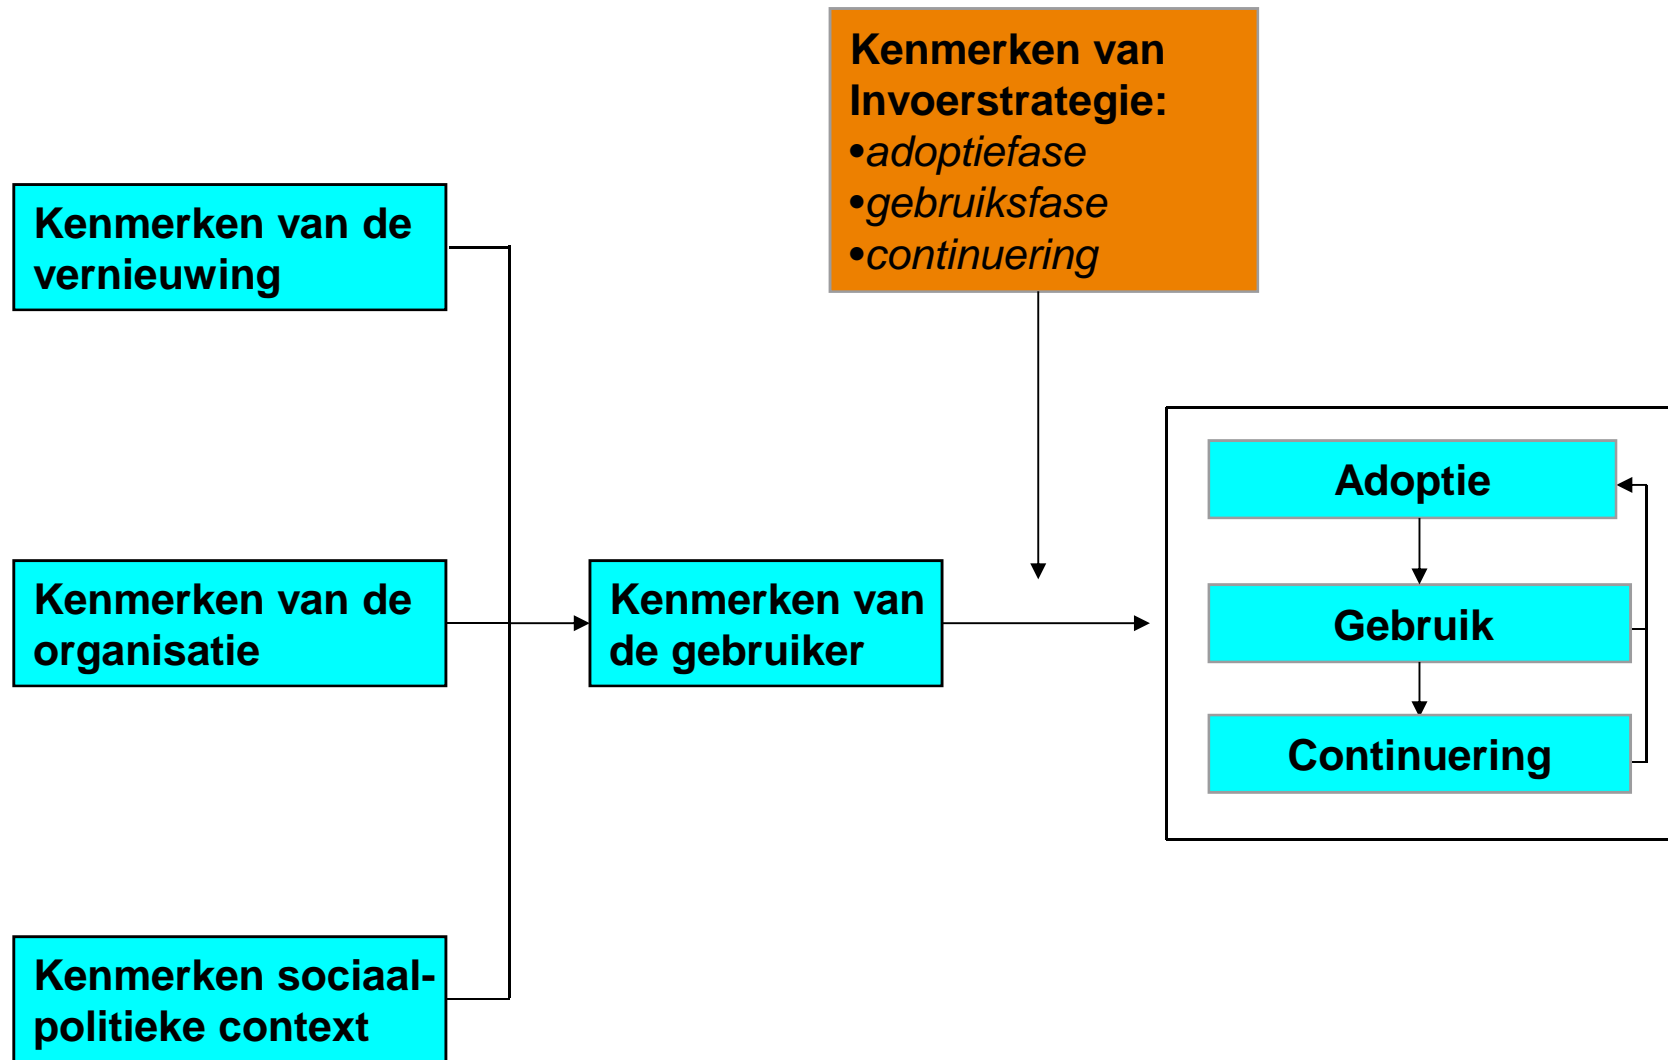 Kenmerken van
Invoerstrategie:
•adoptiefase
•gebruiksfase
•continuering
Kenmerken van de
vernieuwing
Kenmerken van de
organisatie
Kenmerken sociaal-
politieke context
Kenmerken van
de gebruiker
Adoptie
Gebruik
Continuering